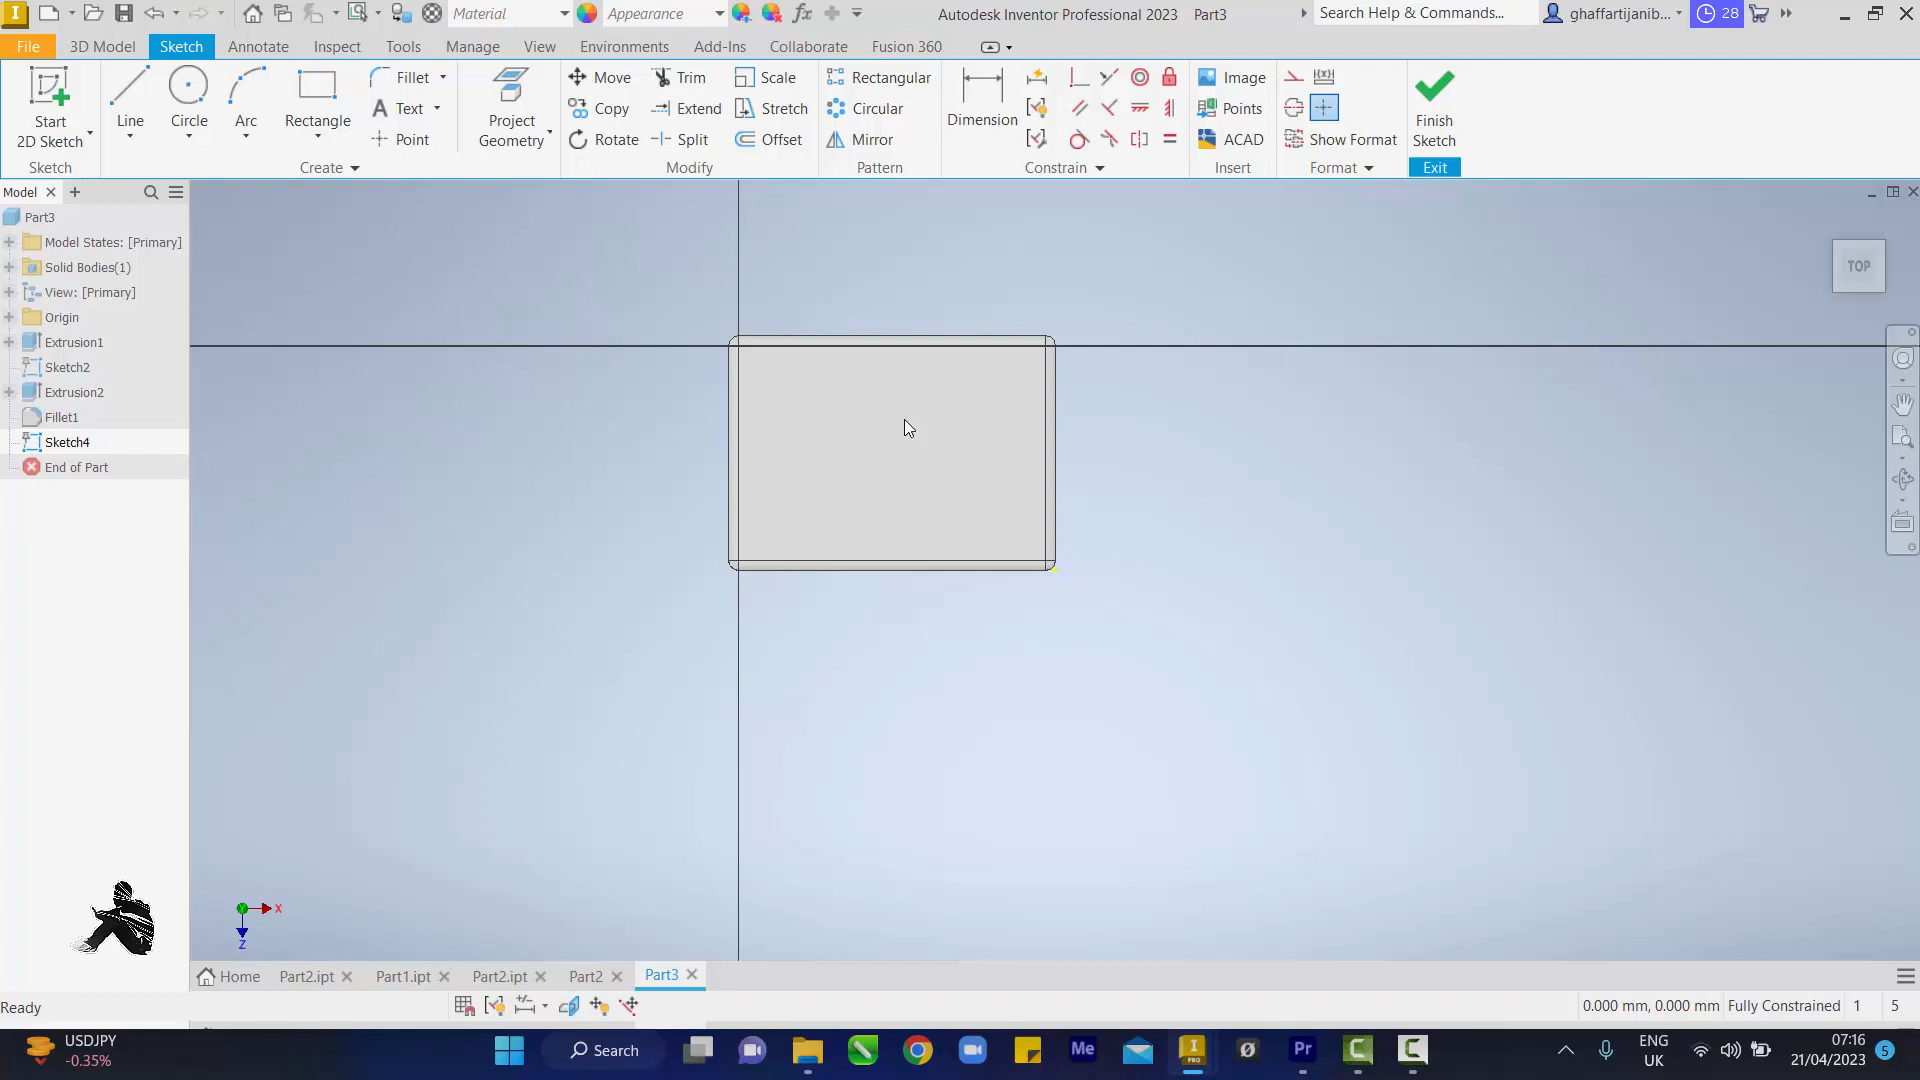 Material
Appearance
fx
Autodesk Inventor Professional 2023 Part3
Search Help & Commands...
ghaffartijanib...
28
File
3D Model
Sketch
Annotate
Inspect
Tools
Manage
View
Environments
Add-Ins
Collaborate
Fusion 360
Start
2D Sketch
Line
Circle
Arc
Rectangle
Fillet
Text
Point
Project
Geometry
Move
Copy
Rotate
Trim
Extend
Split
Scale
Stretch
Offset
Rectangular
Circular
Mirror
Dimension
Image
Points
ACAD
Show Format
Finish
Sketch
Sketch
Create
Modify
Pattern
Constrain
Insert
Format
Exit
Model
Part3
Model States: [Primary]
Solid Bodies(1)
View: [Primary]
Origin
Extrusion1
Sketch2
Extrusion2
Fillet1
Sketch4
End of Part
TOP
X
Z
Home
Part2.ipt
Part1.ipt
Part2.ipt
Part2
Part3
Ready
0.000 mm, 0.000 mm
Fully Constrained
1
5
USDJPY
-0.35%
Search
Me
I
PRO
Pr
C
C
ENG
UK
07:16
21/04/2023
5